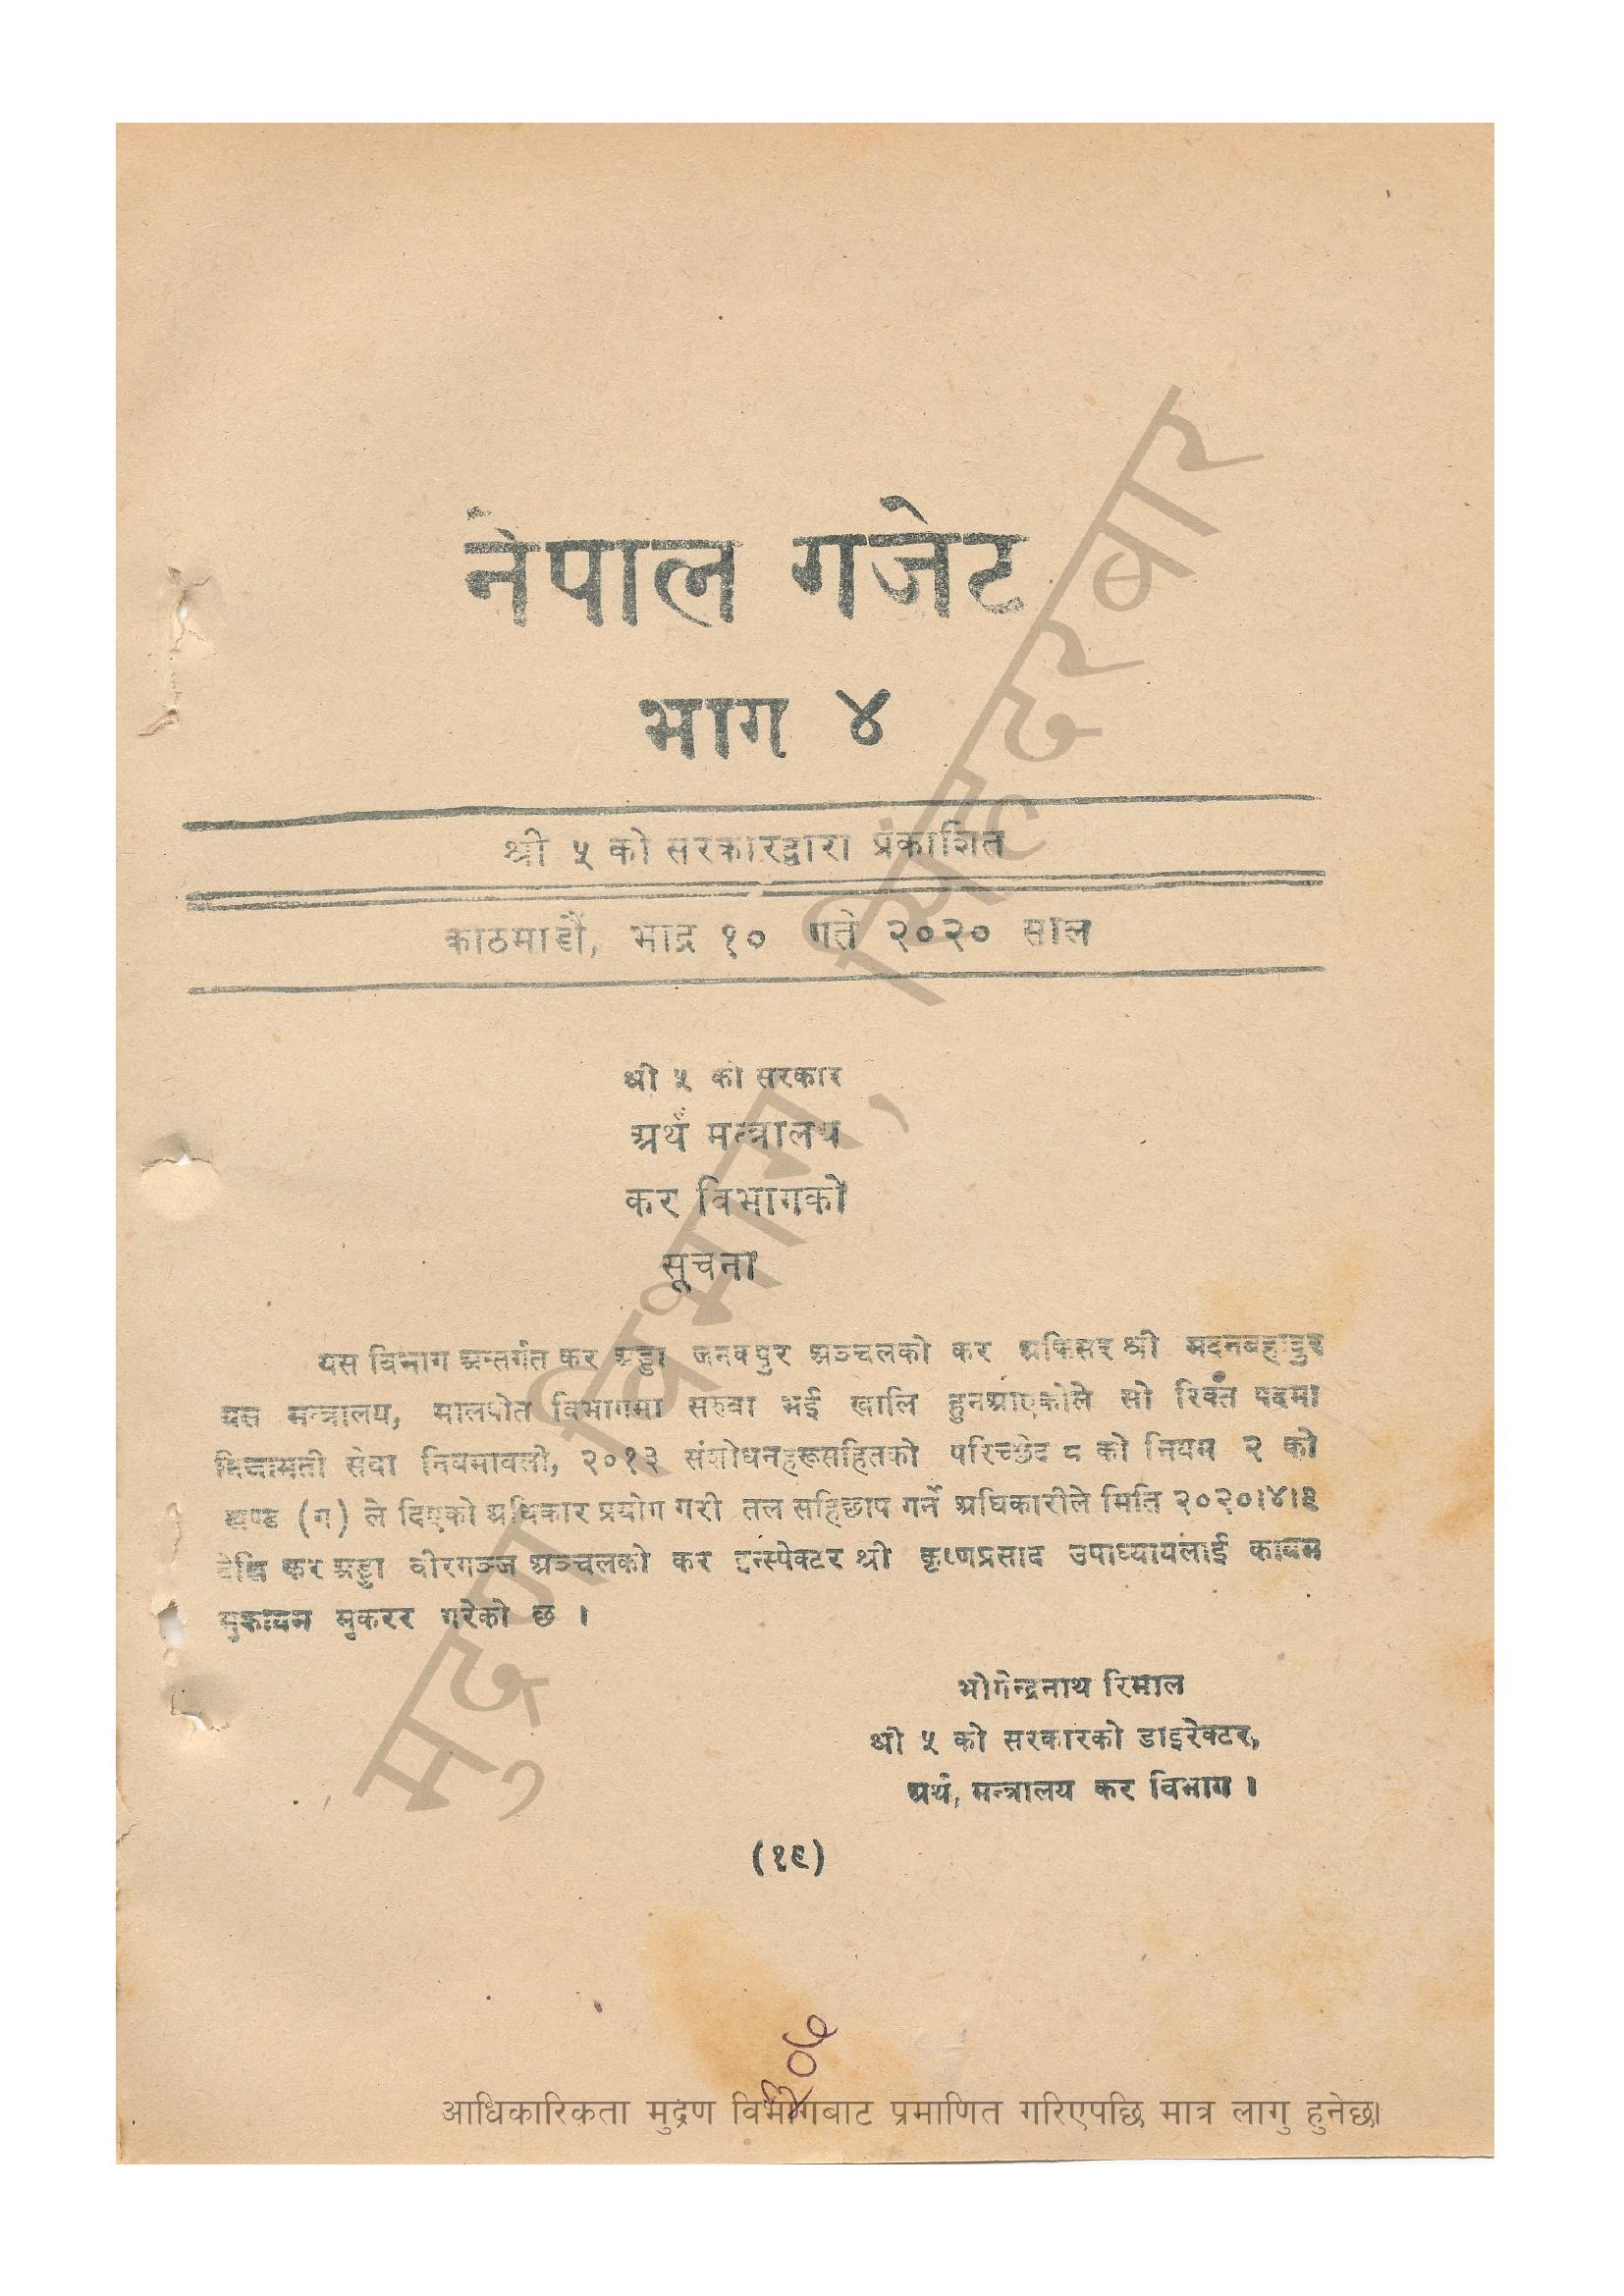 नेपाल गजेट
भाग ४
श्री ५ को सरकारद्वारा प्रकाशित
काठमाडौं, भाद्र १० गते २०२० साल
श्री ५ को सरकार
अर्थ मन्त्रालय
कर विभागको
सूचना
यस विभाग अन्तर्गत कर अड्डा जनकपुर अञ्चलको कर अफिसर श्री मदनबहादुर
यस मन्त्रालय, मालपोत विभागमा सरुवा भई खालि हुनआएकोले सो रिक्त पदमा
निजामती सेवा नियमावली, २०१३ संशोधनहरूसहितको परिच्छेद ८ को नियम २ को
खण्ड (ग) ले दिएको अधिकार प्रयोग गरी तल सहिछाप गर्ने अधिकारीले मिति २०२०।४।१
देखि कर अड्डा वीरगञ्ज अञ्चलको कर इन्स्पेक्टर श्री कृष्णप्रसाद उपाध्यायलाई कायम
मुकायम मुकरर गरेको छ ।
भोगेन्द्रनाथ रिमाल
श्री ५ को सरकारको डाइरेक्टर,
अर्थ, मन्त्रालय कर विभाग ।
(१९)
आधिकारिकता मुद्रण विभागबाट प्रमाणित गरिएपछि मात्र लागु हुनेछ।
मुद्रण विभाग, सिंहदरबार